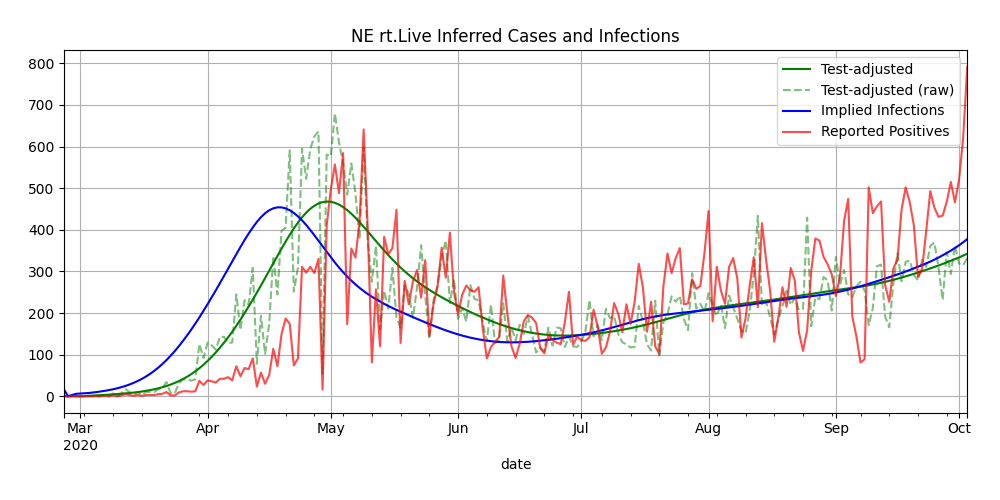 NE rt.Live Inferred Cases and Infections
800
700
600
500
400
300
200
100
0
Test-adjusted
Test-adjusted (raw)
Implied Infections
Reported Positives
Mar
2020
Apr
May
Jun
Jul
Aug
Sep
Oct
date